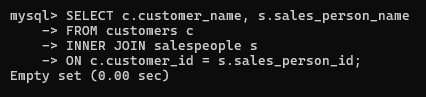 mysql> SELECT c.customer_name, s.sales_person_name
    -> FROM customers c
    -> INNER JOIN salespeople s
    -> ON c.customer_id = s.sales_person_id;
Empty set (0.00 sec)